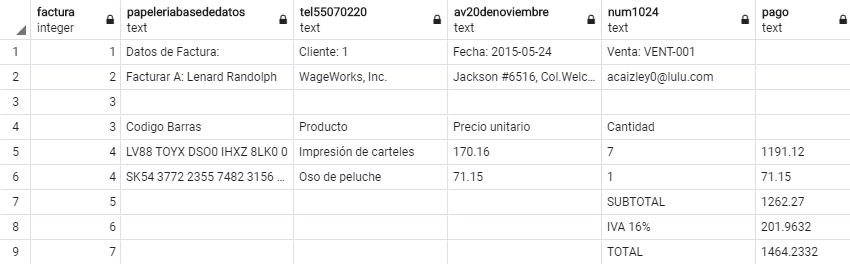 factura papeleriabasededatos tel55070220 av20denoviembre num1024 pago
integer text text text text text
1 1 Datos de Factura: Cliente: 1 Fecha: 2015-05-24 Venta: VENT-001
2 2 Facturar A: Lenard Randolph WageWorks, Inc. Jackson #6516, Col.Welc... acaizley0@lulu.com
3 3
4 3 Codigo Barras Producto Precio unitario Cantidad
5 4 LV88 TOYX DSO0 IHXZ 8LK0 0 Impresión de carteles 170.16 7 1191.12
6 4 SK54 3772 2355 7482 3156 ... Oso de peluche 71.15 1 71.15
7 5 SUBTOTAL 1262.27
8 6 IVA 16% 201.9632
9 7 TOTAL 1464.2332